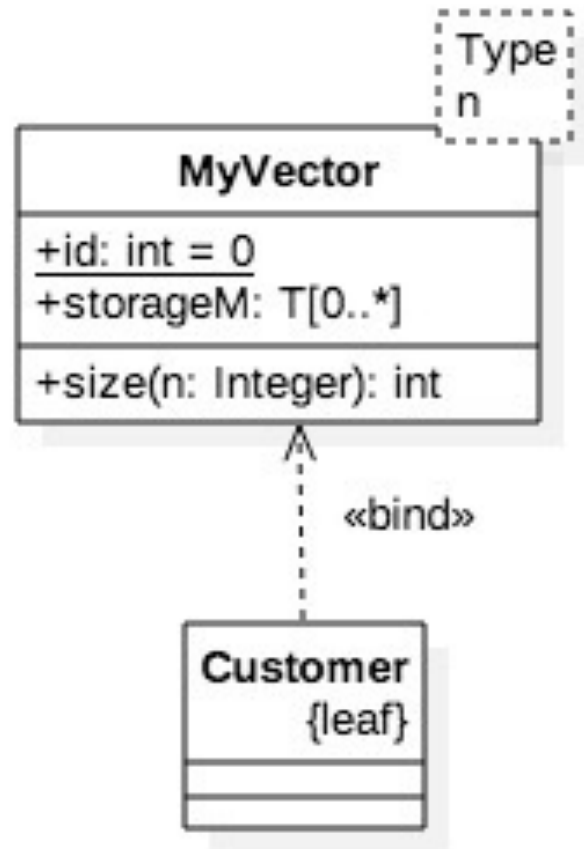 Type
n
MyVector
+id: int = 0
+storageM: T[0..*]
+size(n: Integer): int
«bind»
Customer
{leaf}